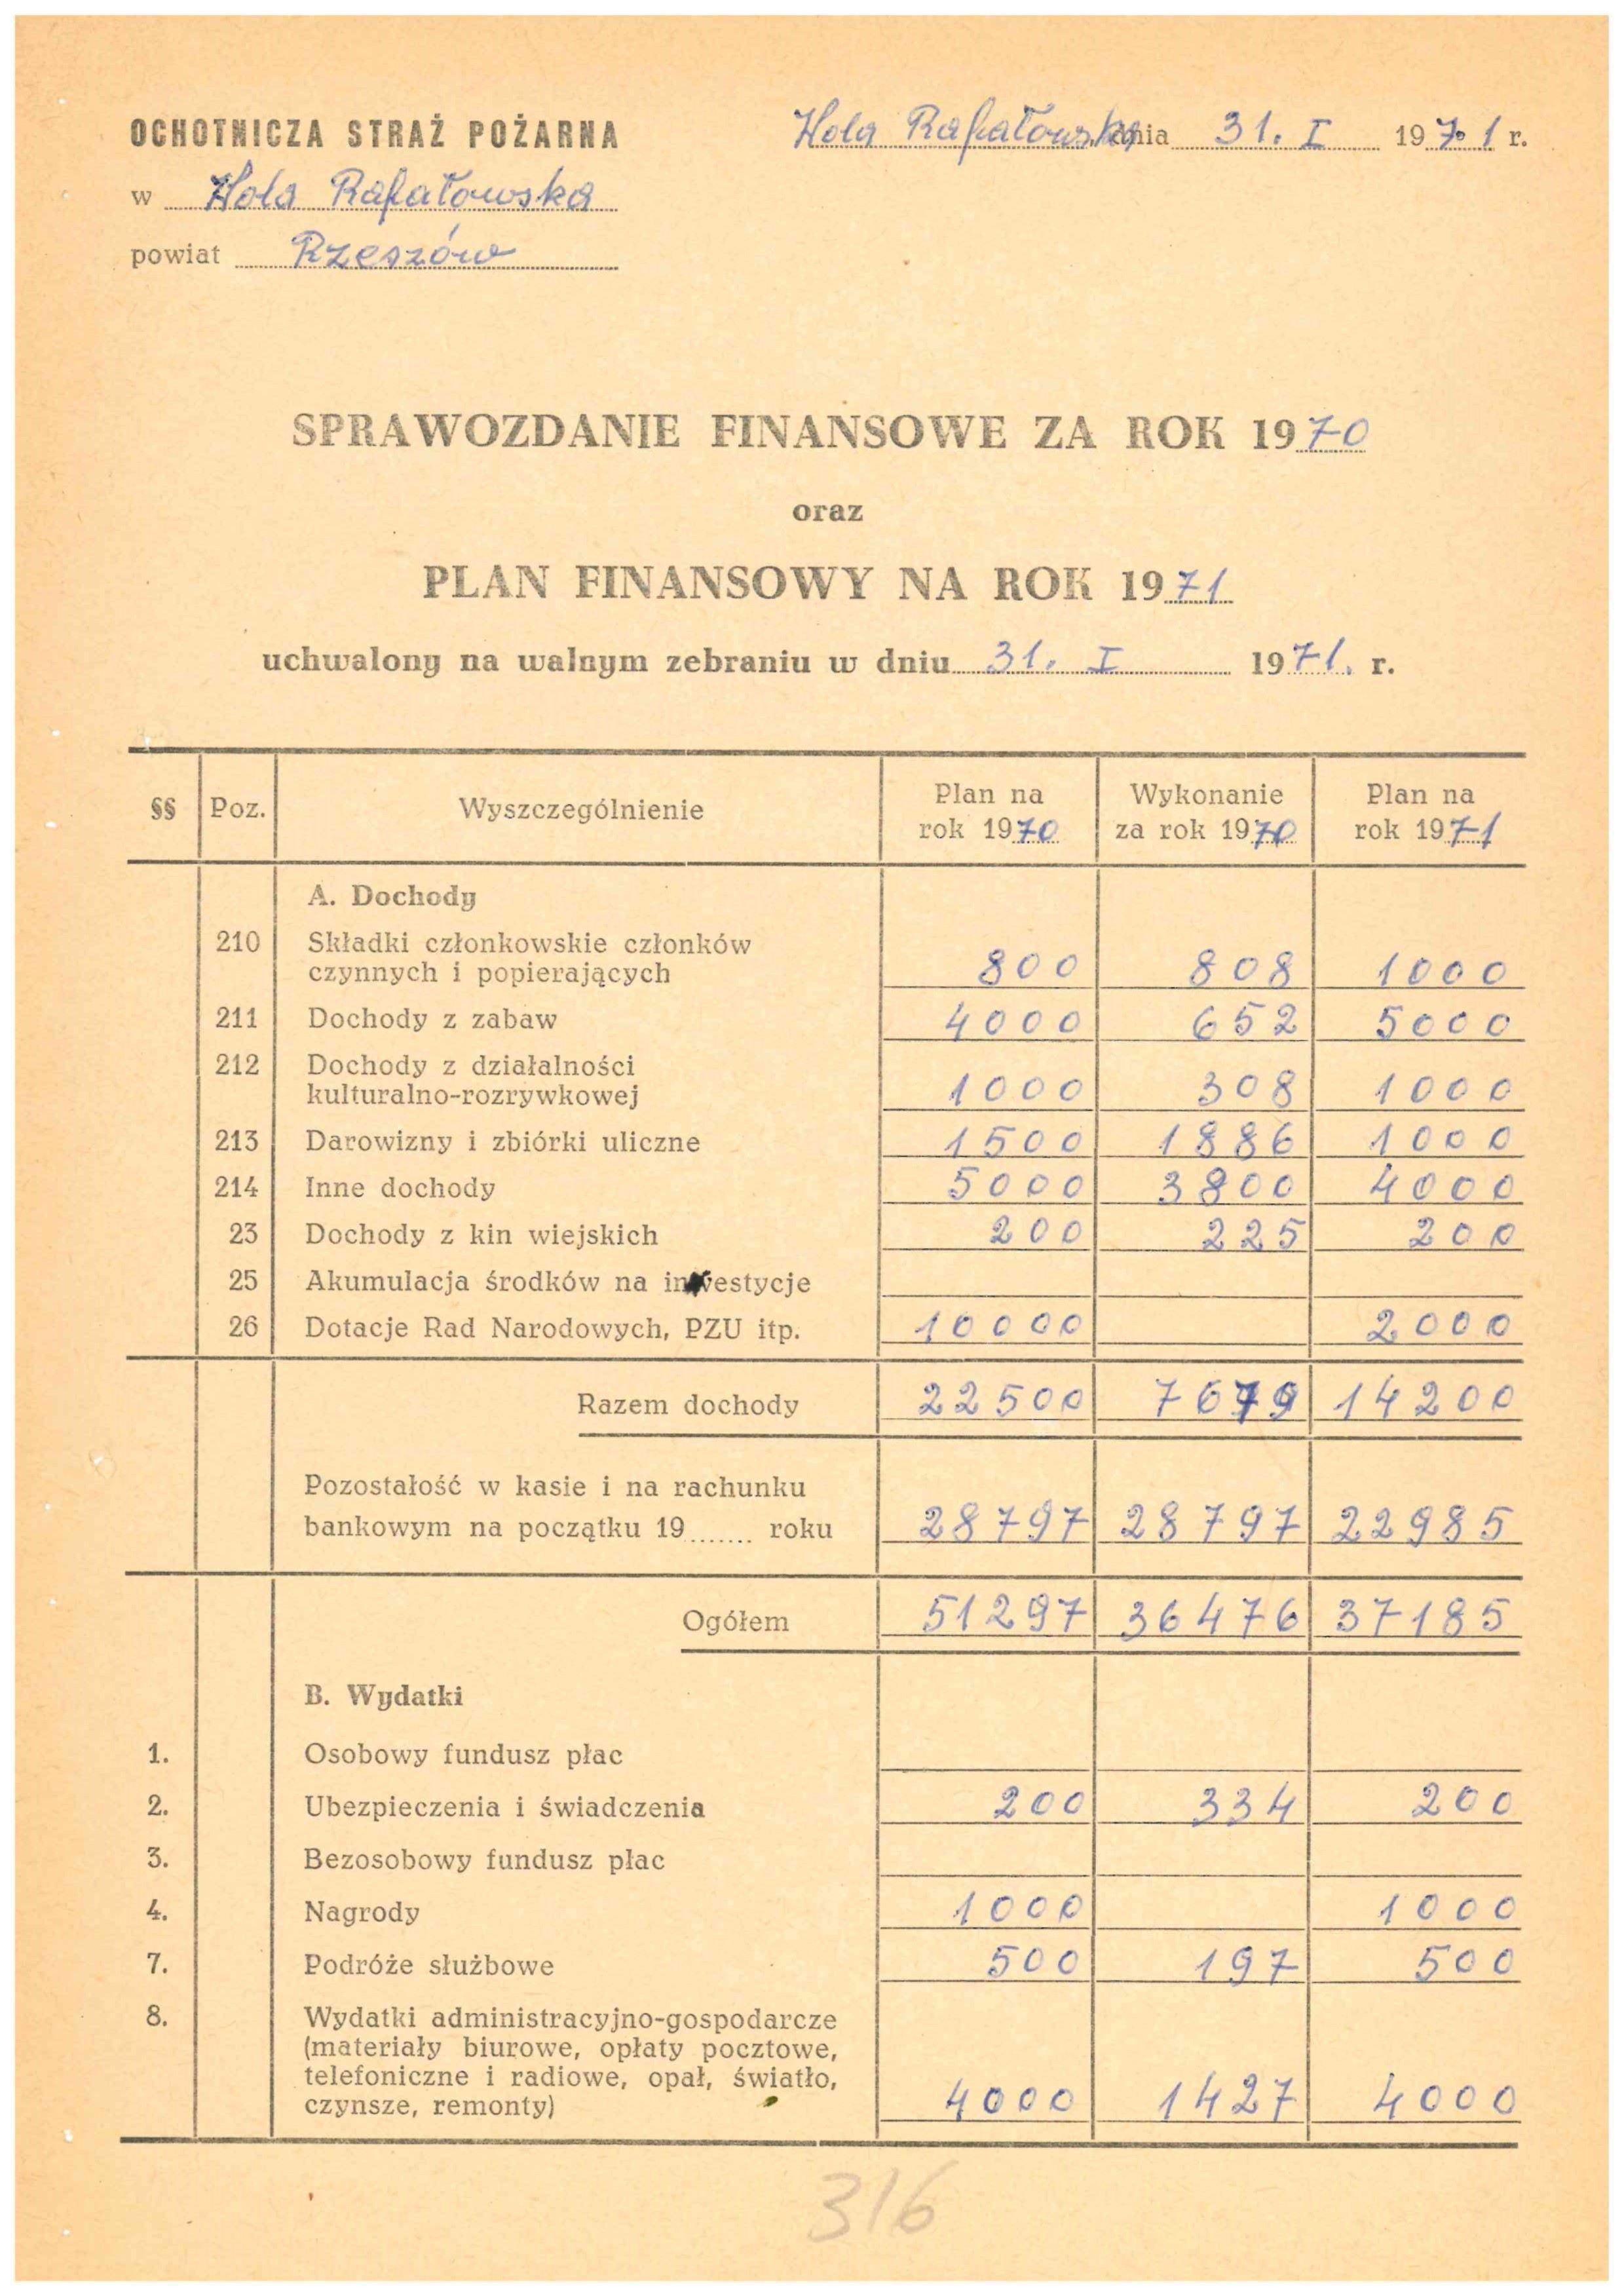 OCHOTNICZA STRAŻ POŻARNA
Wola Rafałowska dnia 31. I 1971 r.
w Wola Rafałowska
powiat Rzeszów
SPRAWOZDANIE FINANSOWE ZA ROK 1970
oraz
PLAN FINANSOWY NA ROK 1971
uchwalony na walnym zebraniu w dniu 31. I 1971. r.
§§ Poz. Wyszczególnienie Plan na rok 1970 Wykonanie za rok 1970 Plan na rok 1971
A. Dochody
210 Składki członkowskie członków
czynnych i popierających 800 808 1000
211 Dochody z zabaw 4000 652 5000
212 Dochody z działalności
kulturalno-rozrywkowej 1000 308 1000
213 Darowizny i zbiórki uliczne 1500 1886 1000
214 Inne dochody 5000 3800 4000
23 Dochody z kin wiejskich 200 225 200
25 Akumulacja środków na inwestycje
26 Dotacje Rad Narodowych, PZU itp. 10000 2000
Razem dochody 22500 7679 14200
Pozostałość w kasie i na rachunku
bankowym na początku 19...... roku 28797 28797 22985
Ogółem 51297 36476 37185
B. Wydatki
1. Osobowy fundusz płac
2. Ubezpieczenia i świadczenia 200 334 200
3. Bezosobowy fundusz płac
4. Nagrody 1000 1000
7. Podróże służbowe 500 197 500
8. Wydatki administracyjno-gospodarcze
(materiały biurowe, opłaty pocztowe,
telefoniczne i radiowe, opał, światło,
czynsze, remonty) 4000 1427 4000
316